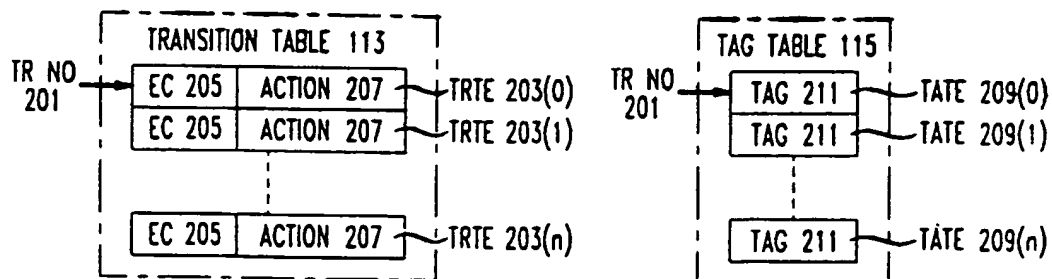 TRANSITION TABLE 113
TR NO
201
EC 205 ACTION 207 TRTE 203(0)
EC 205 ACTION 207 TRTE 203(1)
EC 205 ACTION 207 TRTE 203(n)
TAG TABLE 115
TR NO
201
TAG 211 TATE 209(0)
TAG 211 TATE 209(1)
TAG 211 TATE 209(n)